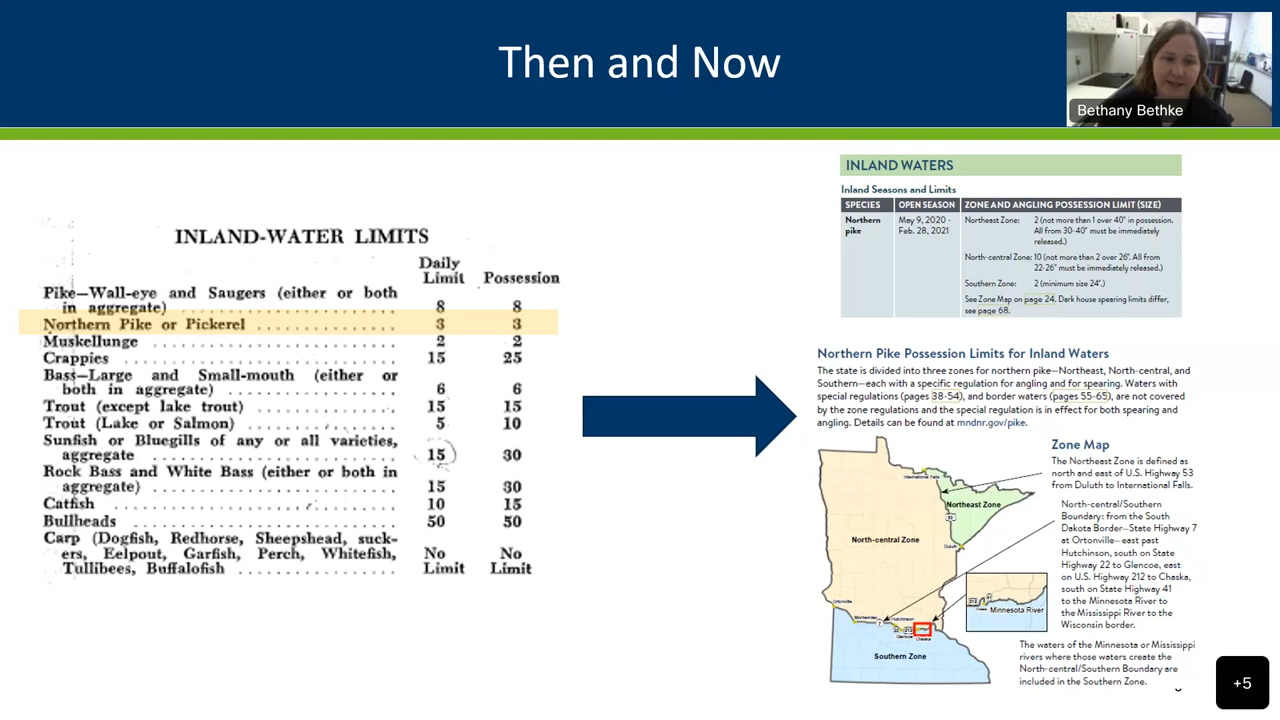 Then and Now
Bethany Bethke
INLAND-WATER LIMITS
Daily
Limit Possession
Pike—Wall-eye and Saugers (either or both
in aggregate) 8 8
Northern Pike or Pickerel 3 3
Muskellunge 2 2
Crappies 15 25
Bass—Large and Small-mouth (either or
both in aggregate) 6 6
Trout (except lake trout) 15 15
Trout (Lake or Salmon) 5 10
Sunfish or Bluegills of any or all varieties,
aggregate 15 30
Rock Bass and White Bass (either or both in
aggregate) 15 30
Catfish 10 15
Bullheads 50 50
Carp (Dogfish, Redhorse, Sheepshead, suck-
ers, Eelpout, Garfish, Perch, Whitefish, No No
Tullibees, Buffalofish Limit Limit
INLAND WATERS
Inland Seasons and Limits
SPECIES OPEN SEASON ZONE AND ANGLING POSSESSION LIMIT (SIZE)
Northern May 9, 2020 - Northeast Zone: 2 (not more than 1 over 40" in possession.
pike Feb. 28, 2021 All from 30-40" must be immediately
released.)
North-central Zone: 10 (not more than 2 over 26". All from
22-26" must be immediately released.)
Southern Zone: 2 (minimum size 24".)
See Zone Map on page 24. Dark house spearing limits differ,
see page 68.
Northern Pike Possession Limits for Inland Waters
The state is divided into three zones for northern pike—Northeast, North-central, and
Southern—each with a specific regulation for angling and for spearing. Waters with
special regulations (pages 38-54), and border waters (pages 55-65), are not covered
by the zone regulations and the special regulation is in effect for both spearing and
angling. Details can be found at mndnr.gov/pike.
Zone Map
The Northeast Zone is defined as
north and east of U.S. Highway 53
from Duluth to International Falls.
North-central/Southern
Boundary: from the South
Dakota Border—State Highway 7
at Ortonville—east past
Hutchinson, south on State
Highway 22 to Glencoe, east
on U.S. Highway 212 to Chaska,
south on State Highway 41
to the Minnesota River to
the Mississippi River to the
Wisconsin border.
The waters of the Minnesota or Mississippi
rivers where those waters create the
North-central/Southern Boundary are
included in the Southern Zone.
International Falls
Northeast Zone
53
North-central Zone
Duluth
Ortonville
Montevideo
7
Hutchinson
Glencoe
Chaska
Minnesota River
Southern Zone
+5